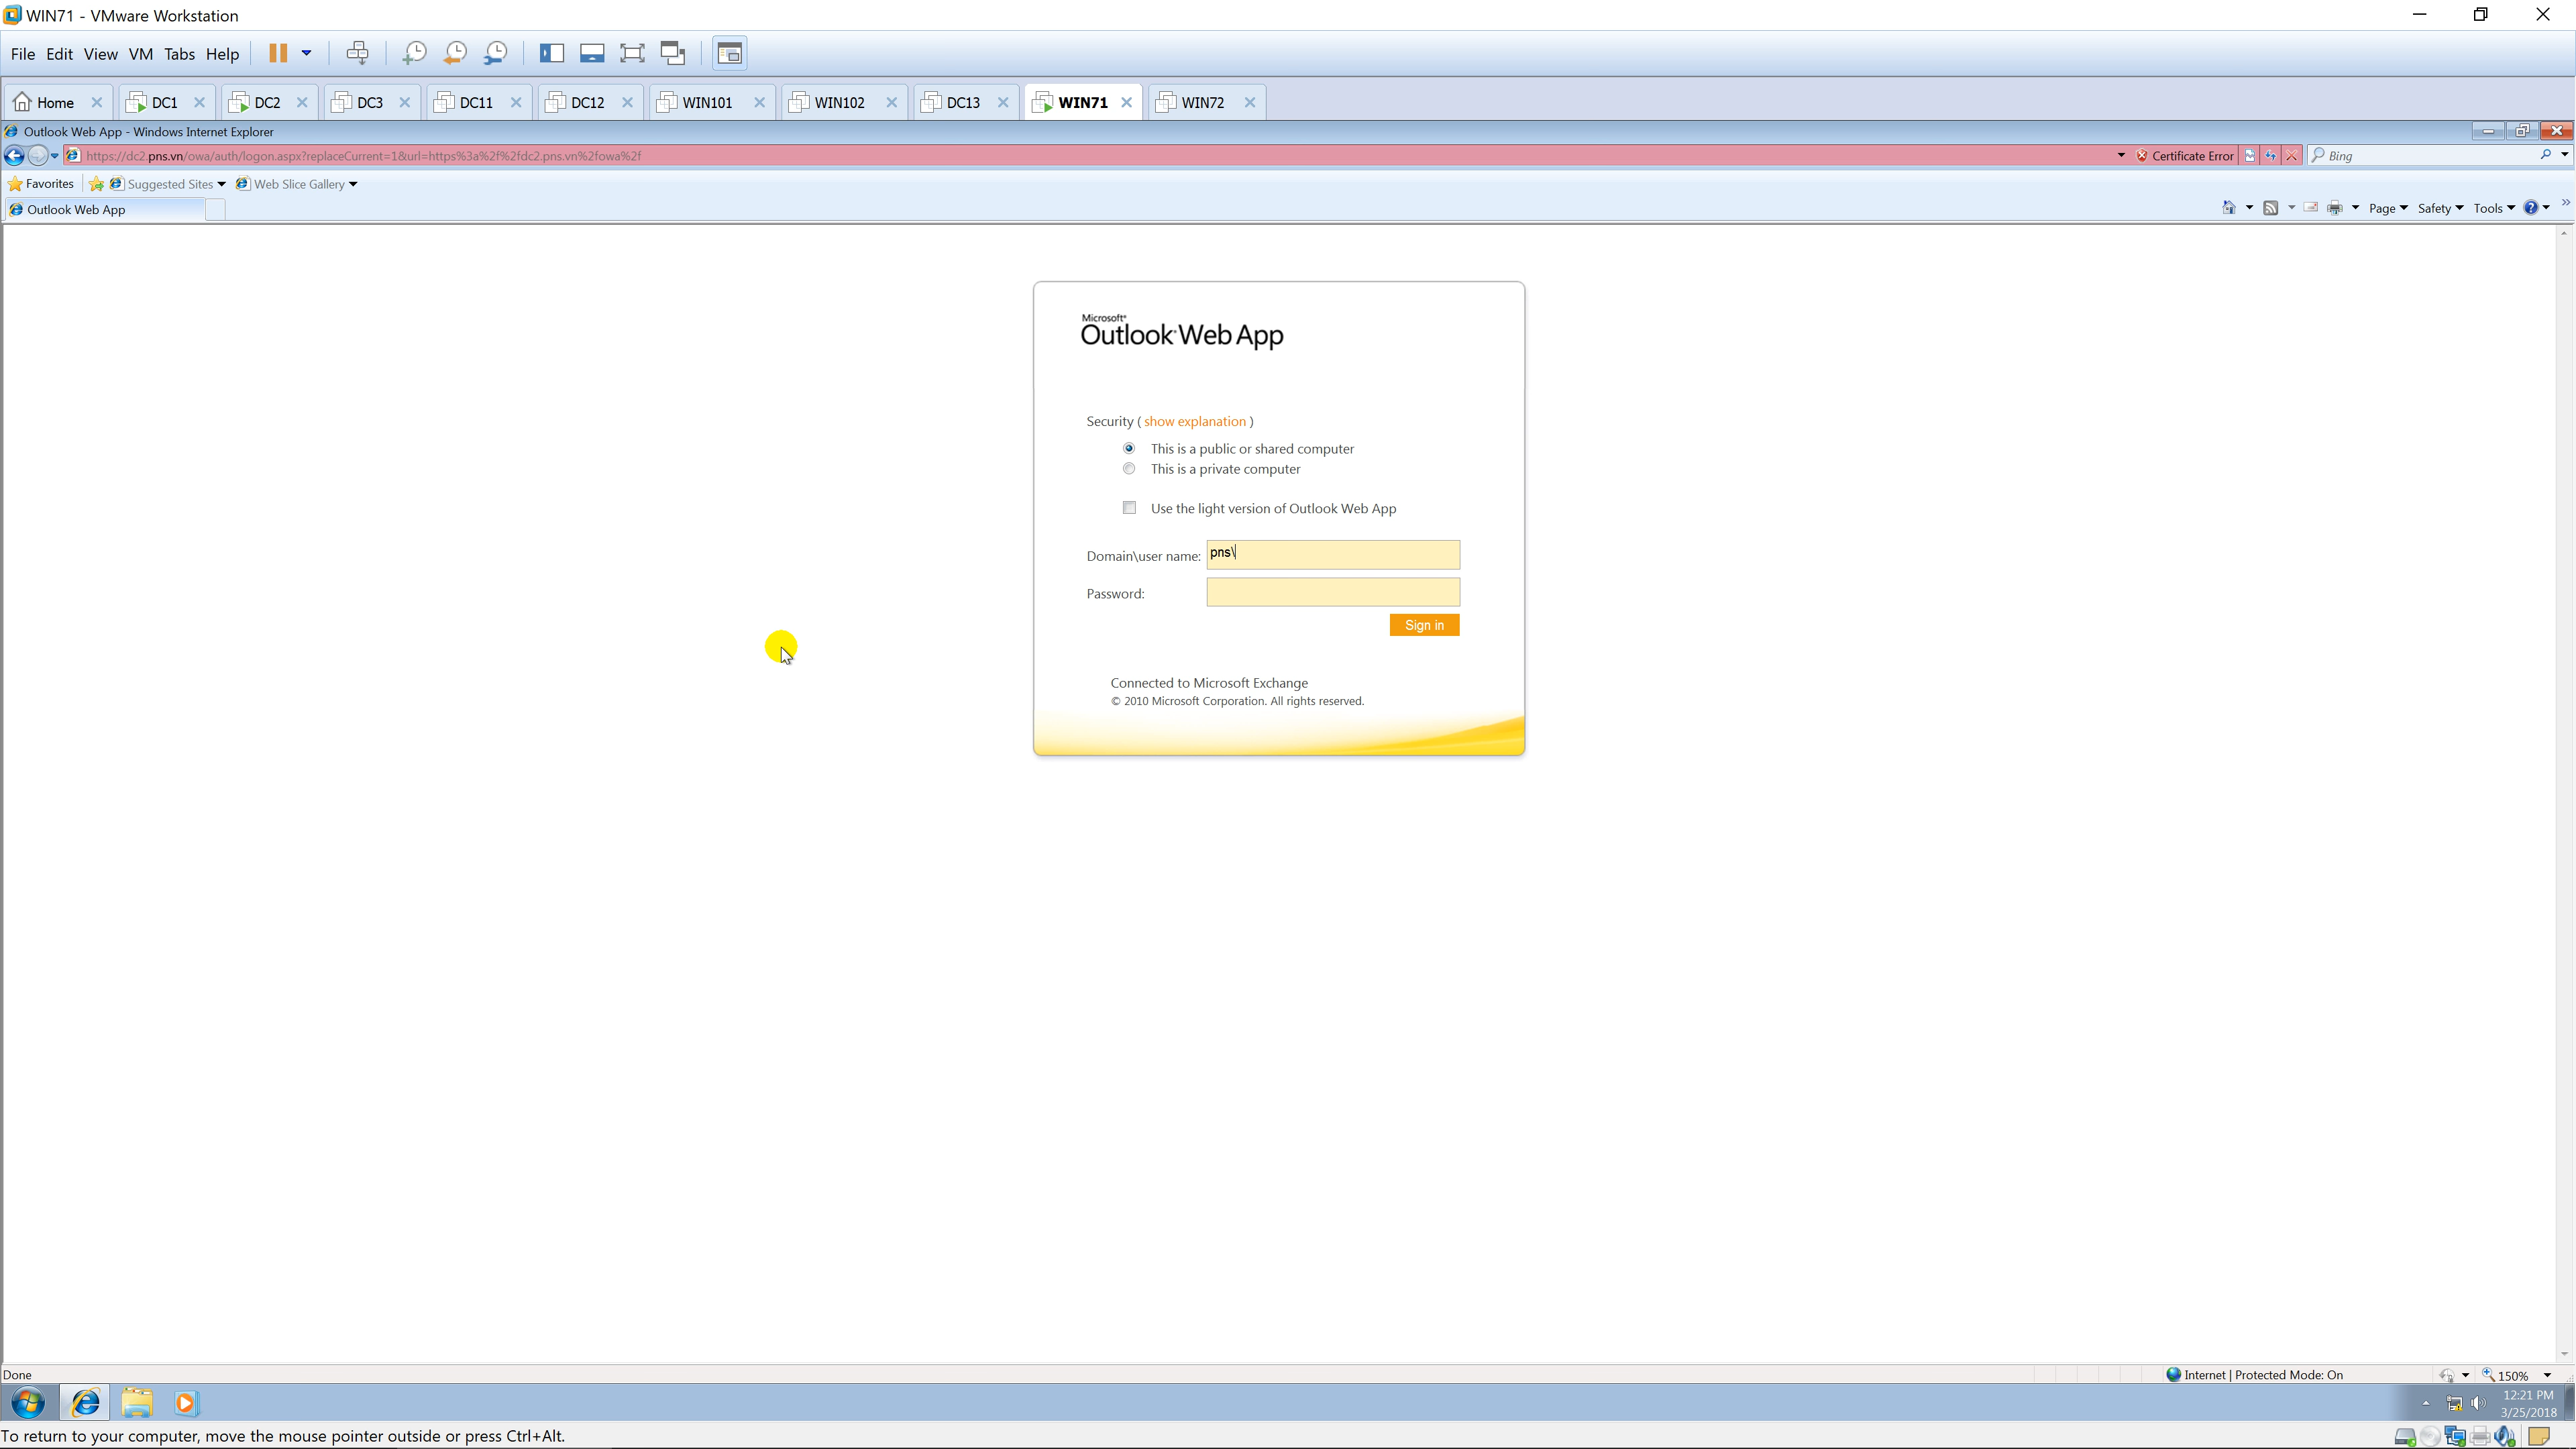 WIN71 - VMware Workstation
File Edit View VM Tabs Help
Home DC1 DC2 DC3 DC11 DC12 WIN101 WIN102 DC13 WIN71 WIN72
Outlook Web App - Windows Internet Explorer
https://dc2.pns.vn/owa/auth/logon.aspx?replaceCurrent=1&url=https%3a%2f%2fdc2.pns.vn%2fowa%2f Certificate Error Bing
Favorites Suggested Sites Web Slice Gallery
Outlook Web App Page Safety Tools
Microsoft®
Outlook Web App
Security ( show explanation )
This is a public or shared computer
This is a private computer
Use the light version of Outlook Web App
Domain\user name: pns\
Password:
Sign in
Connected to Microsoft Exchange
© 2010 Microsoft Corporation. All rights reserved.
Done Internet | Protected Mode: On 150%
12:21 PM
3/25/2018
To return to your computer, move the mouse pointer outside or press Ctrl+Alt.